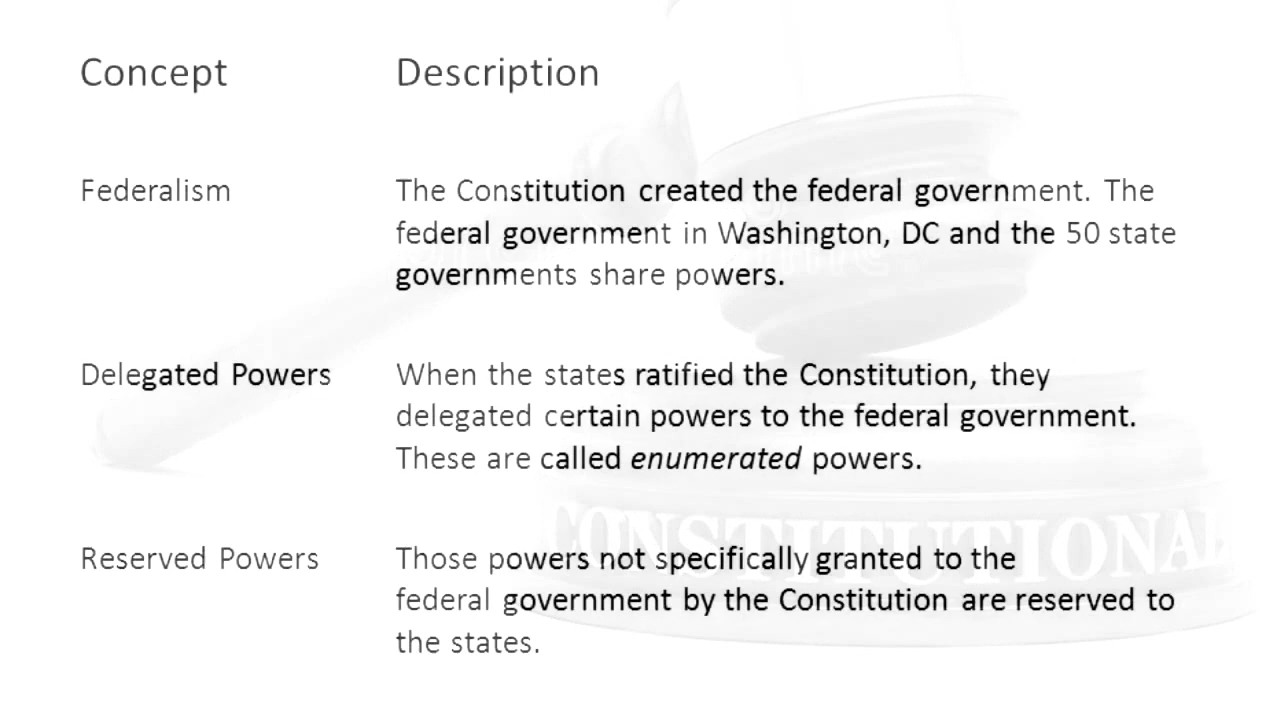 Concept Description
Federalism The Constitution created the federal government. The
federal government in Washington, DC and the 50 state
governments share powers.
Delegated Powers When the states ratified the Constitution, they
delegated certain powers to the federal government.
These are called enumerated powers.
Reserved Powers Those powers not specifically granted to the
federal government by the Constitution are reserved to
the states.
CONSTITUTIONAL